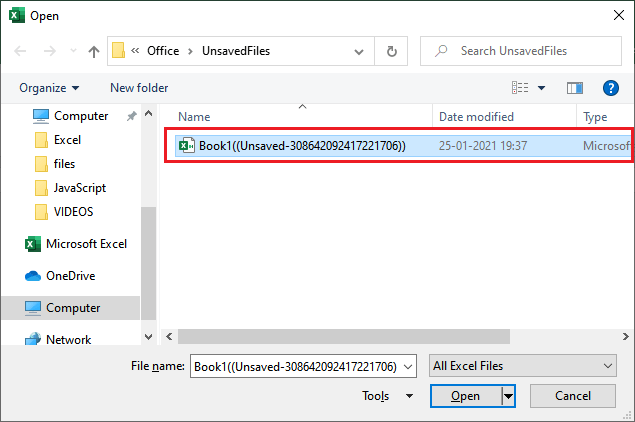 Open
« Office › UnsavedFiles
Search UnsavedFiles
Organize
New folder
?
Name
Date modified
Type
Computer
Excel
files
JavaScript
VIDEOS
Microsoft Excel
OneDrive
Computer
Network
Book1((Unsaved-308642092417221706))
25-01-2021 19:37
Microsof
File name:
Book1((Unsaved-308642092417221706)
All Excel Files
Tools
Open
Cancel